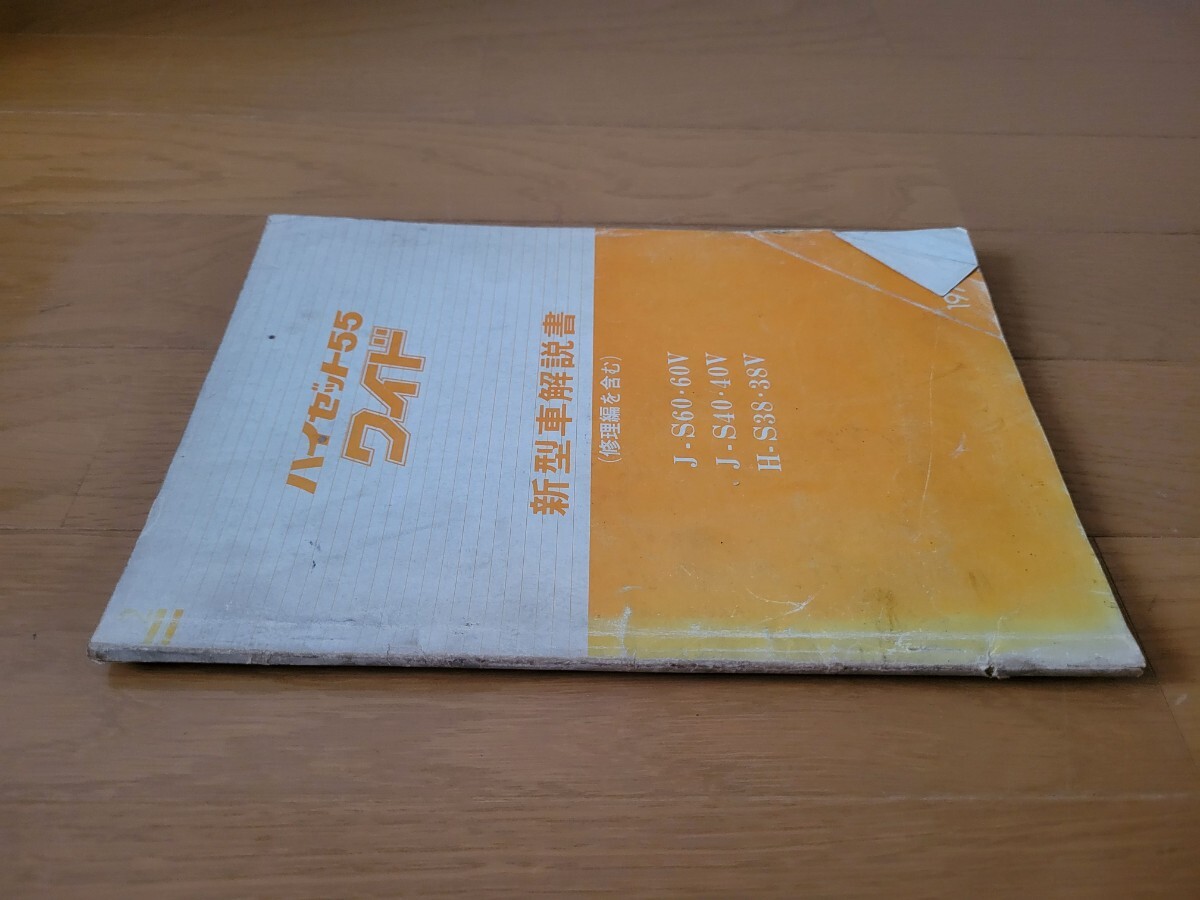 ハイゼット55
ワイド
新型車解説書
(修理編を含む)
J-S60・60V
J-S40・40V
H-S38・38V